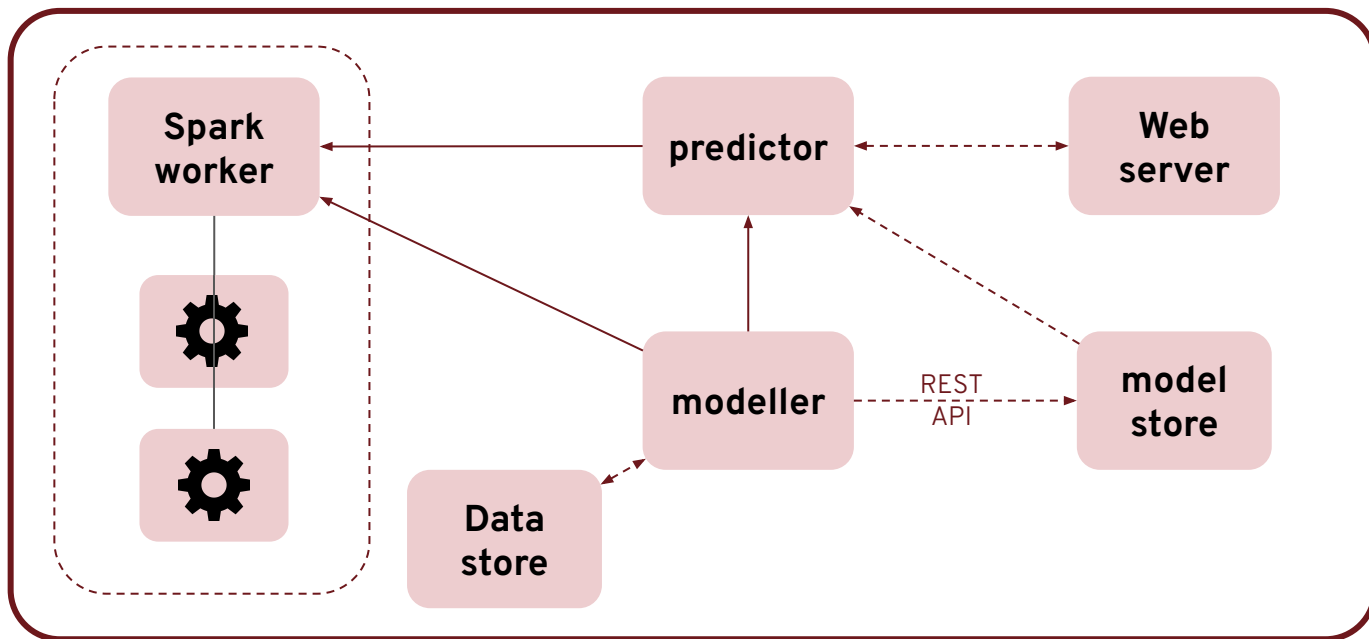 Spark
worker
predictor
Web
server
modeller
REST
API
model
store
Data
store